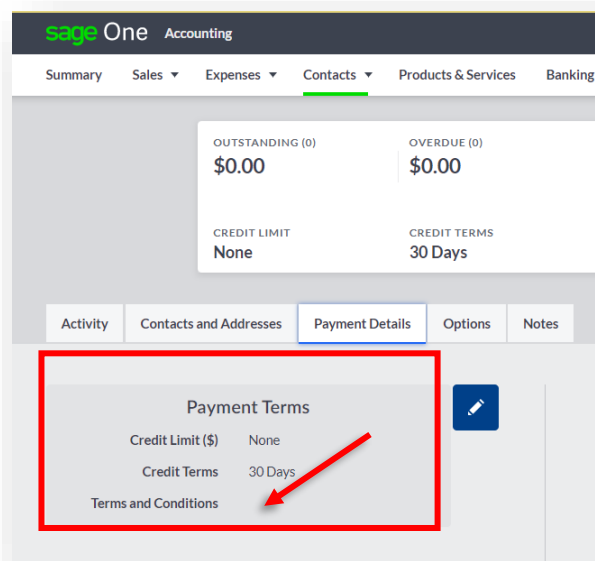 sage One Accounting
Summary Sales Expenses Contacts Products & Services Banking
OUTSTANDING (0) OVERDUE (0)
$0.00 $0.00
CREDIT LIMIT CREDIT TERMS
None 30 Days
Activity Contacts and Addresses Payment Details Options Notes
Payment Terms
Credit Limit ($) None
Credit Terms 30 Days
Terms and Conditions